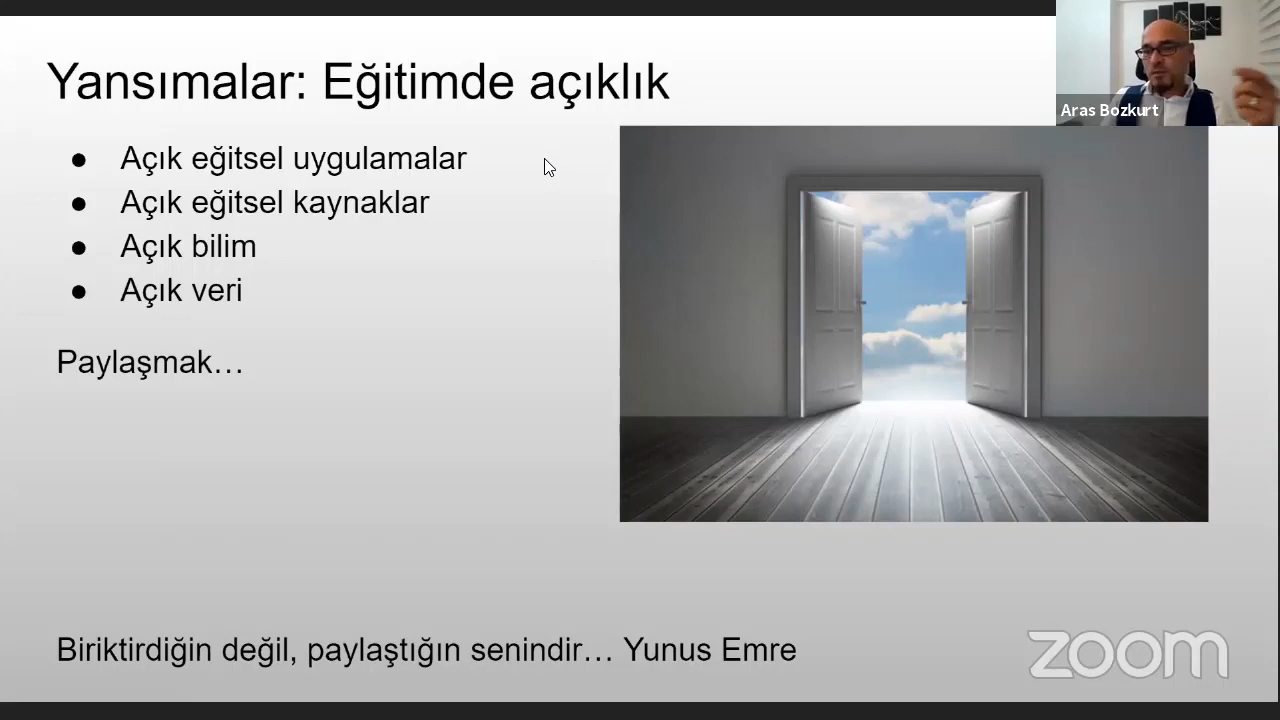 Yansımalar: Eğitimde açıklık
Aras Bozkurt
● Açık eğitsel uygulamalar
● Açık eğitsel kaynaklar
● Açık bilim
● Açık veri
Paylaşmak…
Biriktirdiğin değil, paylaştığın senindir… Yunus Emre
zoom